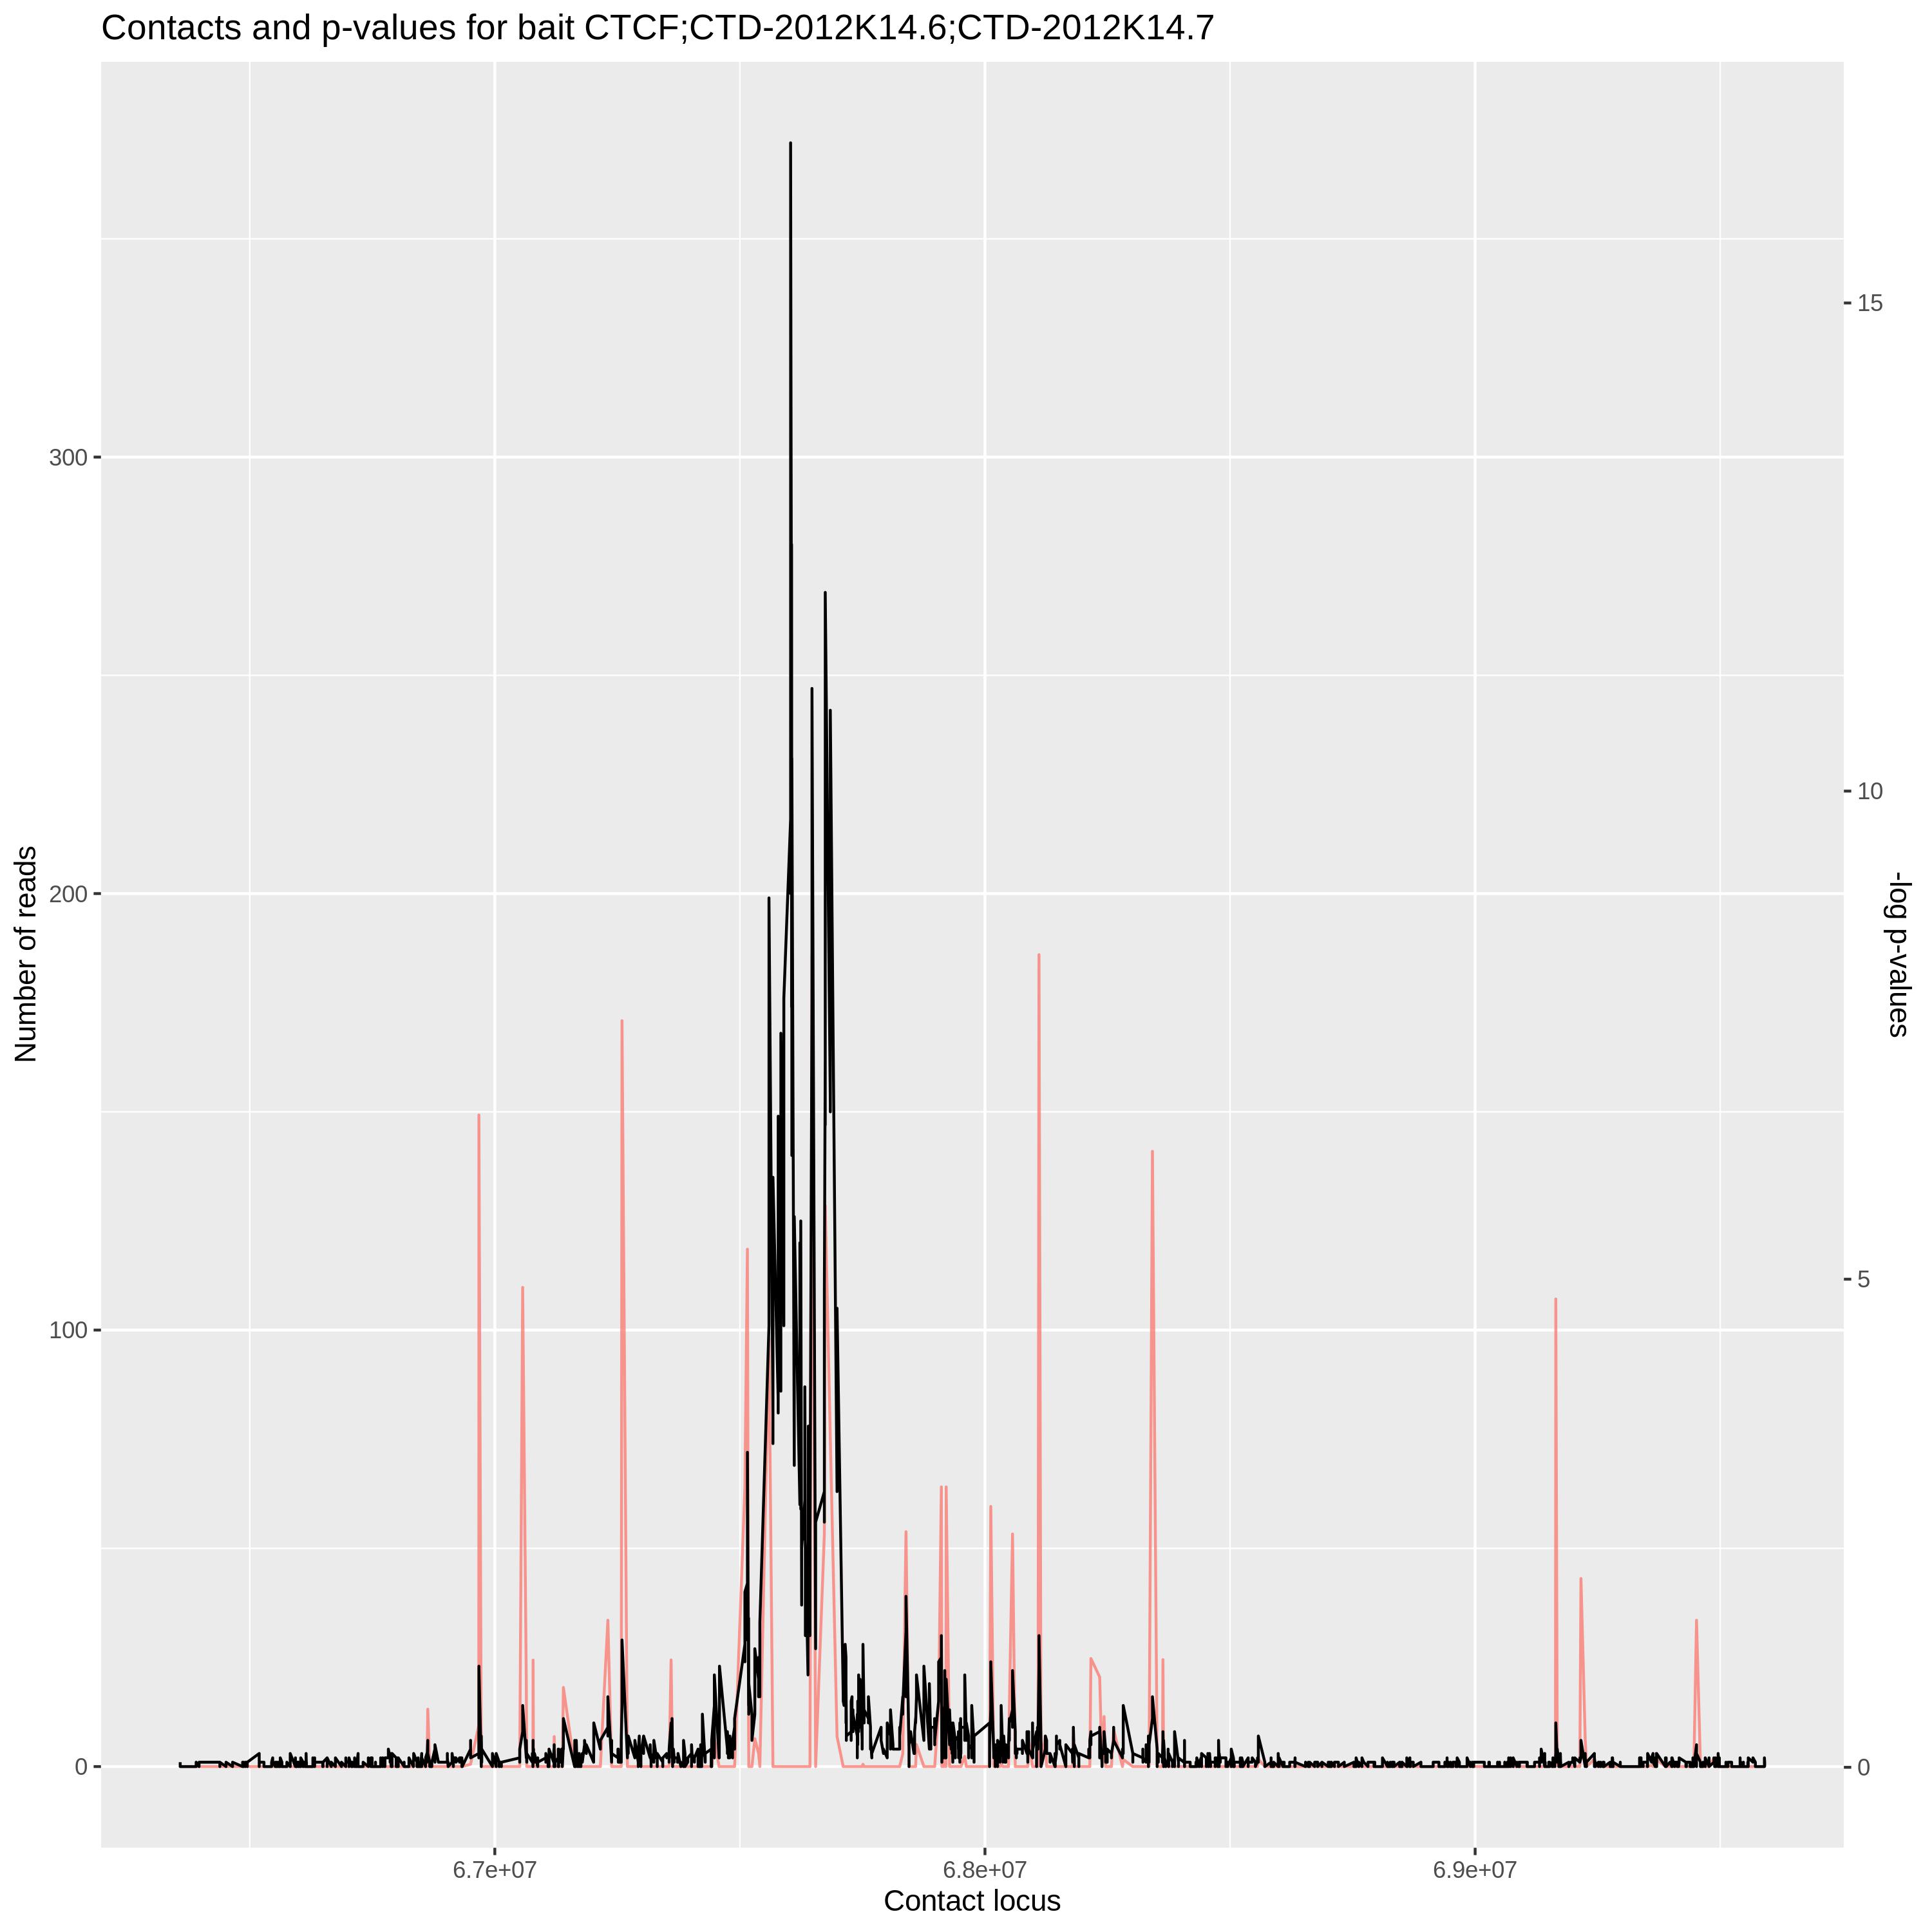 Contacts and p-values for bait CTCF;CTD-2012K14.6;CTD-2012K14.7
Number of reads
300
200
100
0
15
10
5
0
-log p-values
6.7e+07
6.8e+07
6.9e+07
Contact locus